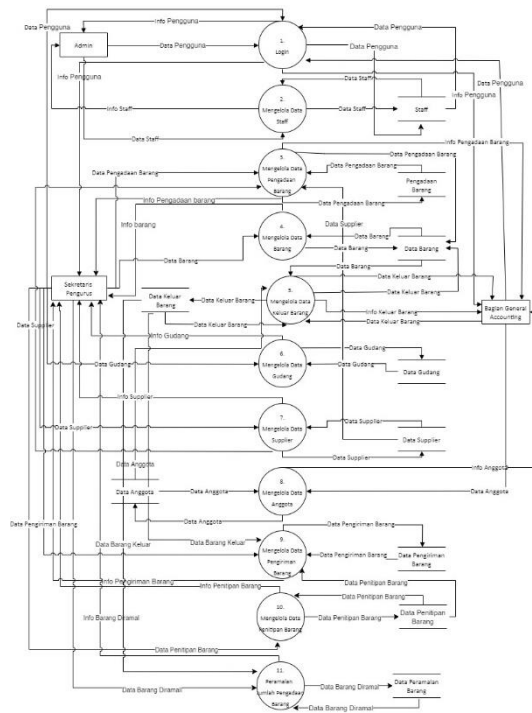 Info Pengguna
Data Pengguna
Admin
Data Pengguna
1.
Login
Data Pengguna
Data Pengguna
Data Pengguna
Info Pengguna
Info Pengguna
Data Staff
Info Staff
2.
Mengelola Data
Staff
Data Staff
Staff
Data Staff
Info Pengadaan Barang
Data Pengadaan Barang
3.
Mengelola Data
Pengadaan
Barang
Data Pengadaan Barang
Data Pengadaan Barang
Pengadaan
Barang
Info Pengadaan barang
Data Pengadaan Barang
Info barang
4.
Mengelola Data
Barang
Data Supplier
Data Barang
Data Barang
Data Barang
Data Barang
Data Barang
Sekretaris
Pengurus
Data Keluar
Barang
Data Keluar Barang
5.
Mengelola Data
Keluar Barang
Data Keluar Barang
Data Keluar Barang
Info Keluar Barang
Data Keluar Barang
Data Keluar Barang
Bagian General
Accounting
Data Supplier
Info Gudang
6.
Mengelola Data
Gudang
Data Gudang
Data Gudang
Data Gudang
Data Gudang
Info Supplier
Data Supplier
7.
Mengelola Data
Supplier
Data Supplier
Data Supplier
Data Supplier
Data Anggota
Info Anggota
Data Anggota
Data Anggota
8.
Mengelola Data
Anggota
Data Anggota
Data Anggota
Data Pengiriman Barang
Data Barang Keluar
Data Barang Keluar
9.
Mengelola Data
Pengiriman
Barang
Data Pengiriman Barang
Data Pengiriman Barang
Data Pengiriman
Barang
Info Pengiriman Barang
Info Penitipan Barang
Data Penitipan Barang
Data Penitipan Barang
10.
Mengelola Data
Penitipan Barang
Data Penitipan Barang
Data Penitipan
Barang
Info Barang Diramal
Data Penitipan Barang
11.
Peramalan
Jumlah Pengadaan
Barang
Data Barang Diramal
Data Barang Diramal
Data Peramalan
Barang
Data Barang Diramal